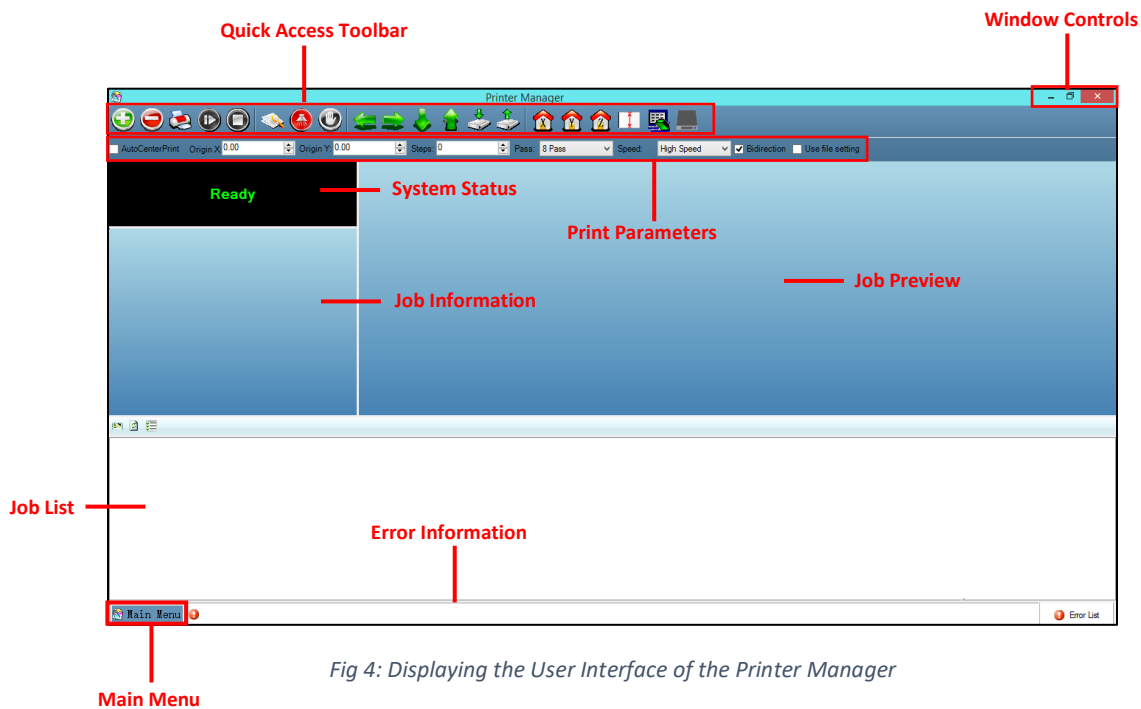 Window Controls
Quick Access Toolbar
Printer Manager
X Y Z
AutoCenterPrint Origin X: 0.00 Origin Y: 0.00 Steps: 0 Pass: 8 Pass Speed: High Speed Bidirection Use file setting
Ready
System Status
Print Parameters
Job Preview
Job Information
Job List
Error Information
Main Menu
Error List
Fig 4: Displaying the User Interface of the Printer Manager
Main Menu